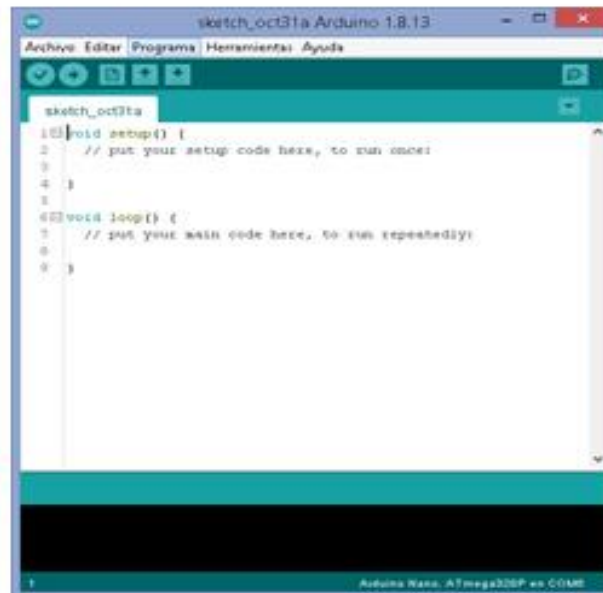 sketch_oct31a Arduino 1.8.13
Archivo Editar Programa Herramientas Ayuda
sketch_oct31a
1 void setup() {
2 // put your setup code here, to run once:
3
4 }
5
6 void loop() {
7 // put your main code here, to run repeatedly:
8
9 }
1 Arduino Nano, ATmega328P en COM6